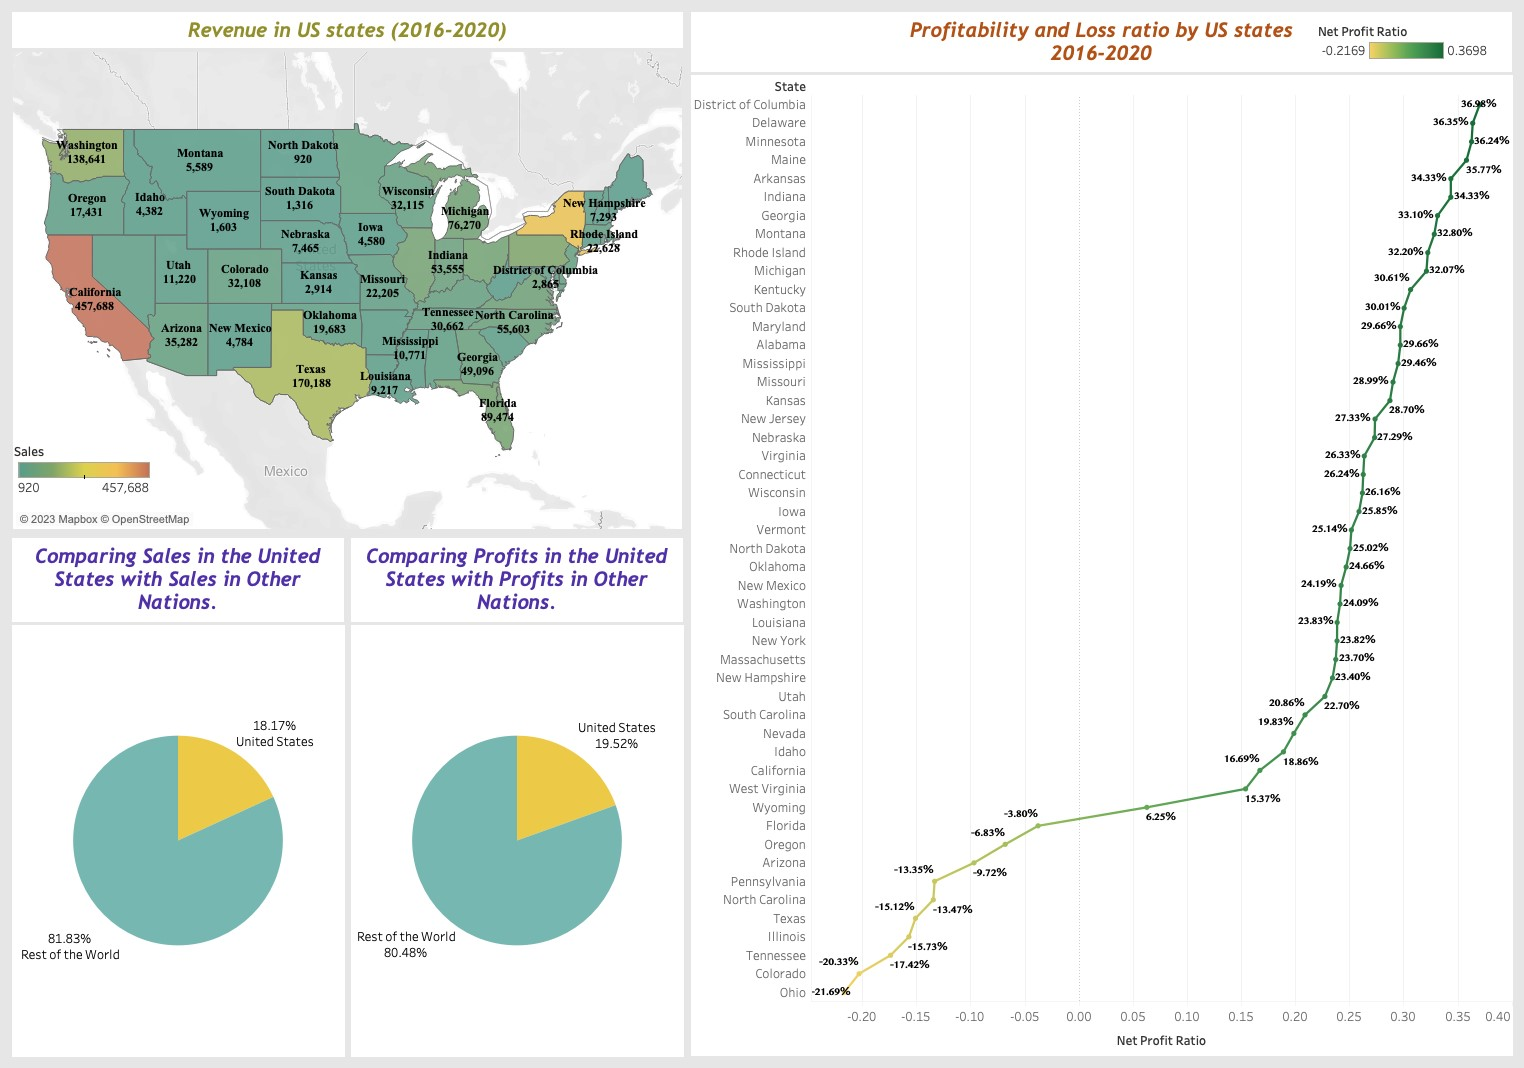 Revenue in US states (2016-2020)
Washington
138,641
Montana
5,589
North Dakota
920
Oregon
17,431
Idaho
4,382
Wyoming
1,603
South Dakota
1,316
Wisconsin
32,115
Michigan
76,270
New Hampshire
7,293
Nebraska
7,465
Iowa
4,580
Rhode Island
22,628
United
States
California
457,688
Utah
11,220
Colorado
32,108
Kansas
2,914
Missouri
22,205
Indiana
53,555
District of Columbia
2,865
Arizona
35,282
New Mexico
4,784
Oklahoma
19,683
Tennessee
30,662
North Carolina
55,603
Mississippi
10,771
Texas
170,188
Louisiana
9,217
Georgia
49,096
Florida
89,474
Mexico
Sales
920
457,688
© 2023 Mapbox © OpenStreetMap
Comparing Sales in the United
States with Sales in Other
Nations.
18.17%
United States
81.83%
Rest of the World
Comparing Profits in the United
States with Profits in Other
Nations.
United States
19.52%
Rest of the World
80.48%
Profitability and Loss ratio by US states
2016-2020
Net Profit Ratio
-0.2169
0.3698
State
District of Columbia
36.98%
Delaware
36.35%
Minnesota
36.24%
Maine
35.77%
Arkansas
34.33%
Indiana
34.33%
Georgia
33.10%
Montana
32.80%
Rhode Island
32.20%
Michigan
32.07%
Kentucky
30.61%
South Dakota
30.01%
Maryland
29.66%
Alabama
29.66%
Mississippi
29.46%
Missouri
28.99%
Kansas
28.70%
New Jersey
27.33%
Nebraska
27.29%
Virginia
26.33%
Connecticut
26.24%
Wisconsin
26.16%
Iowa
25.85%
Vermont
25.14%
North Dakota
25.02%
Oklahoma
24.66%
New Mexico
24.19%
Washington
24.09%
Louisiana
23.83%
New York
23.82%
Massachusetts
23.70%
New Hampshire
23.40%
Utah
22.70%
South Carolina
20.86%
Nevada
19.83%
Idaho
18.86%
California
16.69%
West Virginia
15.37%
Wyoming
6.25%
Florida
-3.80%
Oregon
-6.83%
Arizona
-9.72%
Pennsylvania
-13.35%
North Carolina
-13.47%
Texas
-15.12%
Illinois
-15.73%
Tennessee
-17.42%
Colorado
-20.33%
Ohio
-21.69%
-0.20
-0.15
-0.10
-0.05
0.00
0.05
0.10
0.15
0.20
0.25
0.30
0.35
0.40
Net Profit Ratio